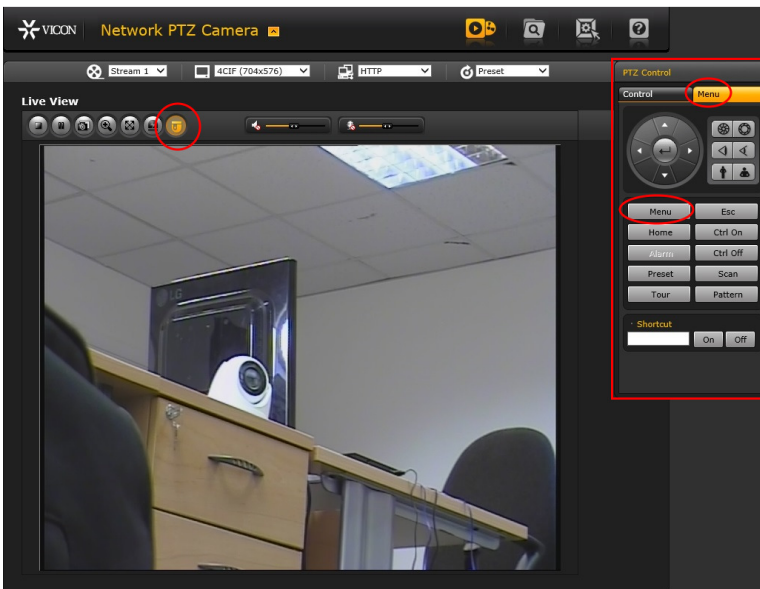 VICON
Network PTZ Camera
Stream 1
4CIF (704x576)
HTTP
Preset
Live View
LG
PTZ Control
Control
Menu
Menu
Esc
Home
Ctrl On
Alarm
Ctrl Off
Preset
Scan
Tour
Pattern
Shortcut
On
Off